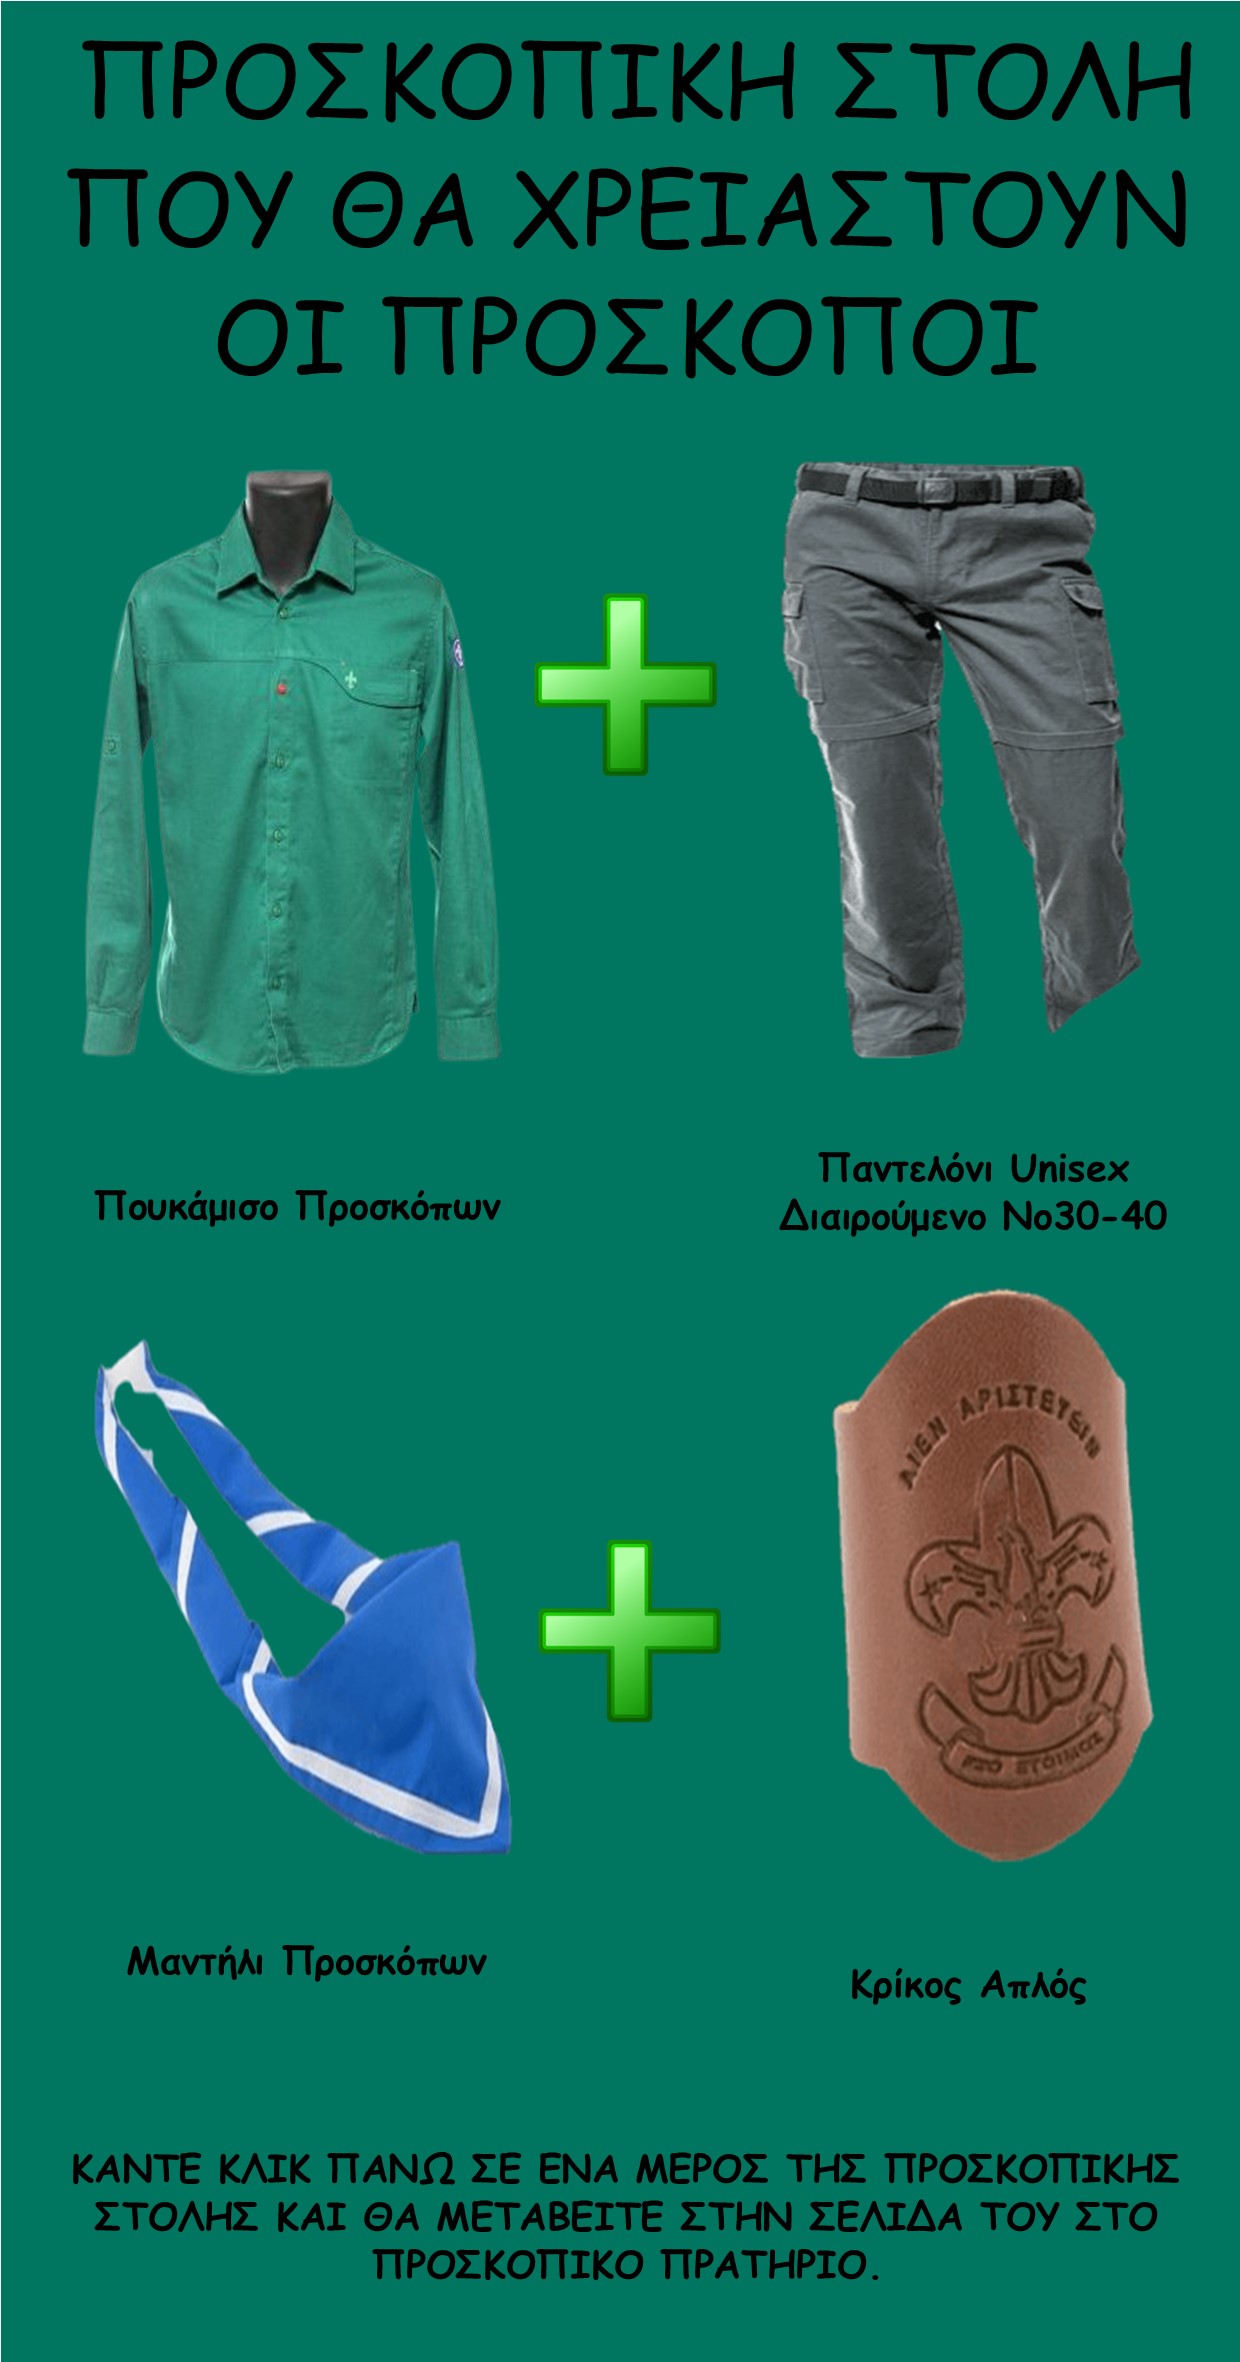 ΠΡΟΣΚΟΠΙΚΗ ΣΤΟΛΗ
ΠΟΥ ΘΑ ΧΡΕΙΑΣΤΟΥΝ
ΟΙ ΠΡΟΣΚΟΠΟΙ
Πουκάμισο Προσκόπων
Παντελόνι Unisex
Διαιρούμενο Νο30-40
ΑΙΕΝ ΑΡΙΣΤΕΥΕΙΝ
ΕΣΟ ΕΤΟΙΜΟΣ
Μαντήλι Προσκόπων
Κρίκος Απλός
ΚΑΝΤΕ ΚΛΙΚ ΠΑΝΩ ΣΕ ΕΝΑ ΜΕΡΟΣ ΤΗΣ ΠΡΟΣΚΟΠΙΚΗΣ
ΣΤΟΛΗΣ ΚΑΙ ΘΑ ΜΕΤΑΒΕΙΤΕ ΣΤΗΝ ΣΕΛΙΔΑ ΤΟΥ ΣΤΟ
ΠΡΟΣΚΟΠΙΚΟ ΠΡΑΤΗΡΙΟ.